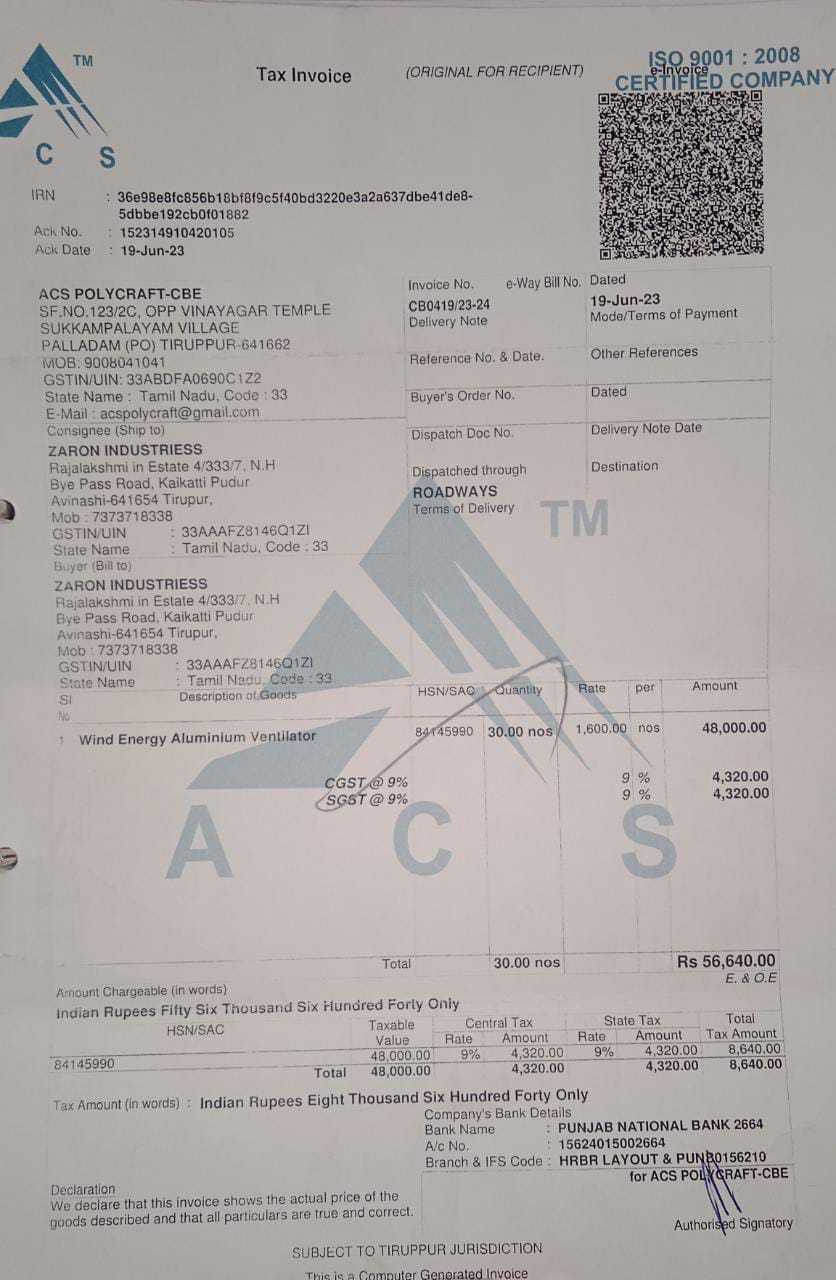 TM
ISO 9001 : 2008
Tax Invoice (ORIGINAL FOR RECIPIENT) e-Invoice
CERTIFIED COMPANY
C S
IRN : 36e98e8fc856b18bf8f9c5f40bd3220e3a2a637dbe41de8-
5dbbe192cb0f01882
Ack No. : 152314910420105
Ack Date : 19-Jun-23
ACS POLYCRAFT-CBE
SF.NO.123/2C, OPP VINAYAGAR TEMPLE
SUKKAMPALAYAM VILLAGE
PALLADAM (PO) TIRUPPUR-641662
MOB: 9008041041
GSTIN/UIN: 33ABDFA0690C1Z2
State Name : Tamil Nadu, Code : 33
E-Mail : acspolycraft@gmail.com
Invoice No. e-Way Bill No. Dated
CB0419/23-24 19-Jun-23
Delivery Note Mode/Terms of Payment
Reference No. & Date. Other References
Buyer's Order No. Dated
Dispatch Doc No. Delivery Note Date
Dispatched through Destination
ROADWAYS
Terms of Delivery
Consignee (Ship to)
ZARON INDUSTRIESS
Rajalakshmi in Estate 4/333/7, N.H
Bye Pass Road, Kaikatti Pudur
Avinashi-641654 Tirupur,
Mob : 7373718338
GSTIN/UIN : 33AAAFZ8146Q1ZI
State Name : Tamil Nadu, Code : 33
Buyer (Bill to)
ZARON INDUSTRIESS
Rajalakshmi in Estate 4/333/7, N.H
Bye Pass Road, Kaikatti Pudur
Avinashi-641654 Tirupur,
Mob : 7373718338
GSTIN/UIN : 33AAAFZ8146Q1ZI
State Name : Tamil Nadu, Code : 33
TM
Sl Description of Goods HSN/SAC Quantity Rate per Amount
No.
1 Wind Energy Aluminium Ventilator 84145990 30.00 nos 1,600.00 nos 48,000.00
CGST @ 9% 9 % 4,320.00
SGST @ 9% 9 % 4,320.00
A C S
Total 30.00 nos Rs 56,640.00
E. & O.E
Amount Chargeable (in words)
Indian Rupees Fifty Six Thousand Six Hundred Forty Only
HSN/SAC Taxable Central Tax State Tax Total
Value Rate Amount Rate Amount Tax Amount
84145990 48,000.00 9% 4,320.00 9% 4,320.00 8,640.00
Total 48,000.00 4,320.00 4,320.00 8,640.00
Tax Amount (in words) : Indian Rupees Eight Thousand Six Hundred Forty Only
Company's Bank Details
Bank Name : PUNJAB NATIONAL BANK 2664
A/c No. : 15624015002664
Branch & IFS Code : HRBR LAYOUT & PUNB0156210
for ACS POLYCRAFT-CBE
Declaration
We declare that this invoice shows the actual price of the
goods described and that all particulars are true and correct.
Authorised Signatory
SUBJECT TO TIRUPPUR JURISDICTION
This is a Computer Generated Invoice